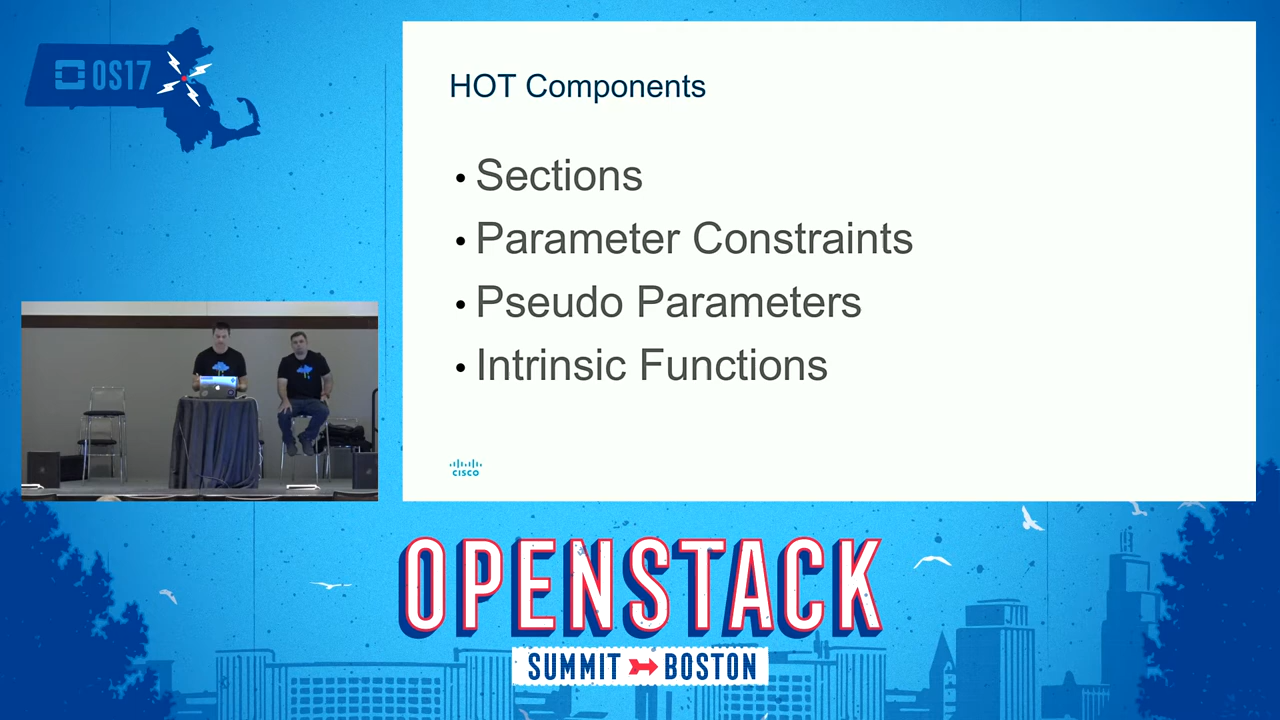 OS17
HOT Components
• Sections
• Parameter Constraints
• Pseudo Parameters
• Intrinsic Functions
CISCO
OPENSTACK
SUMMIT BOSTON